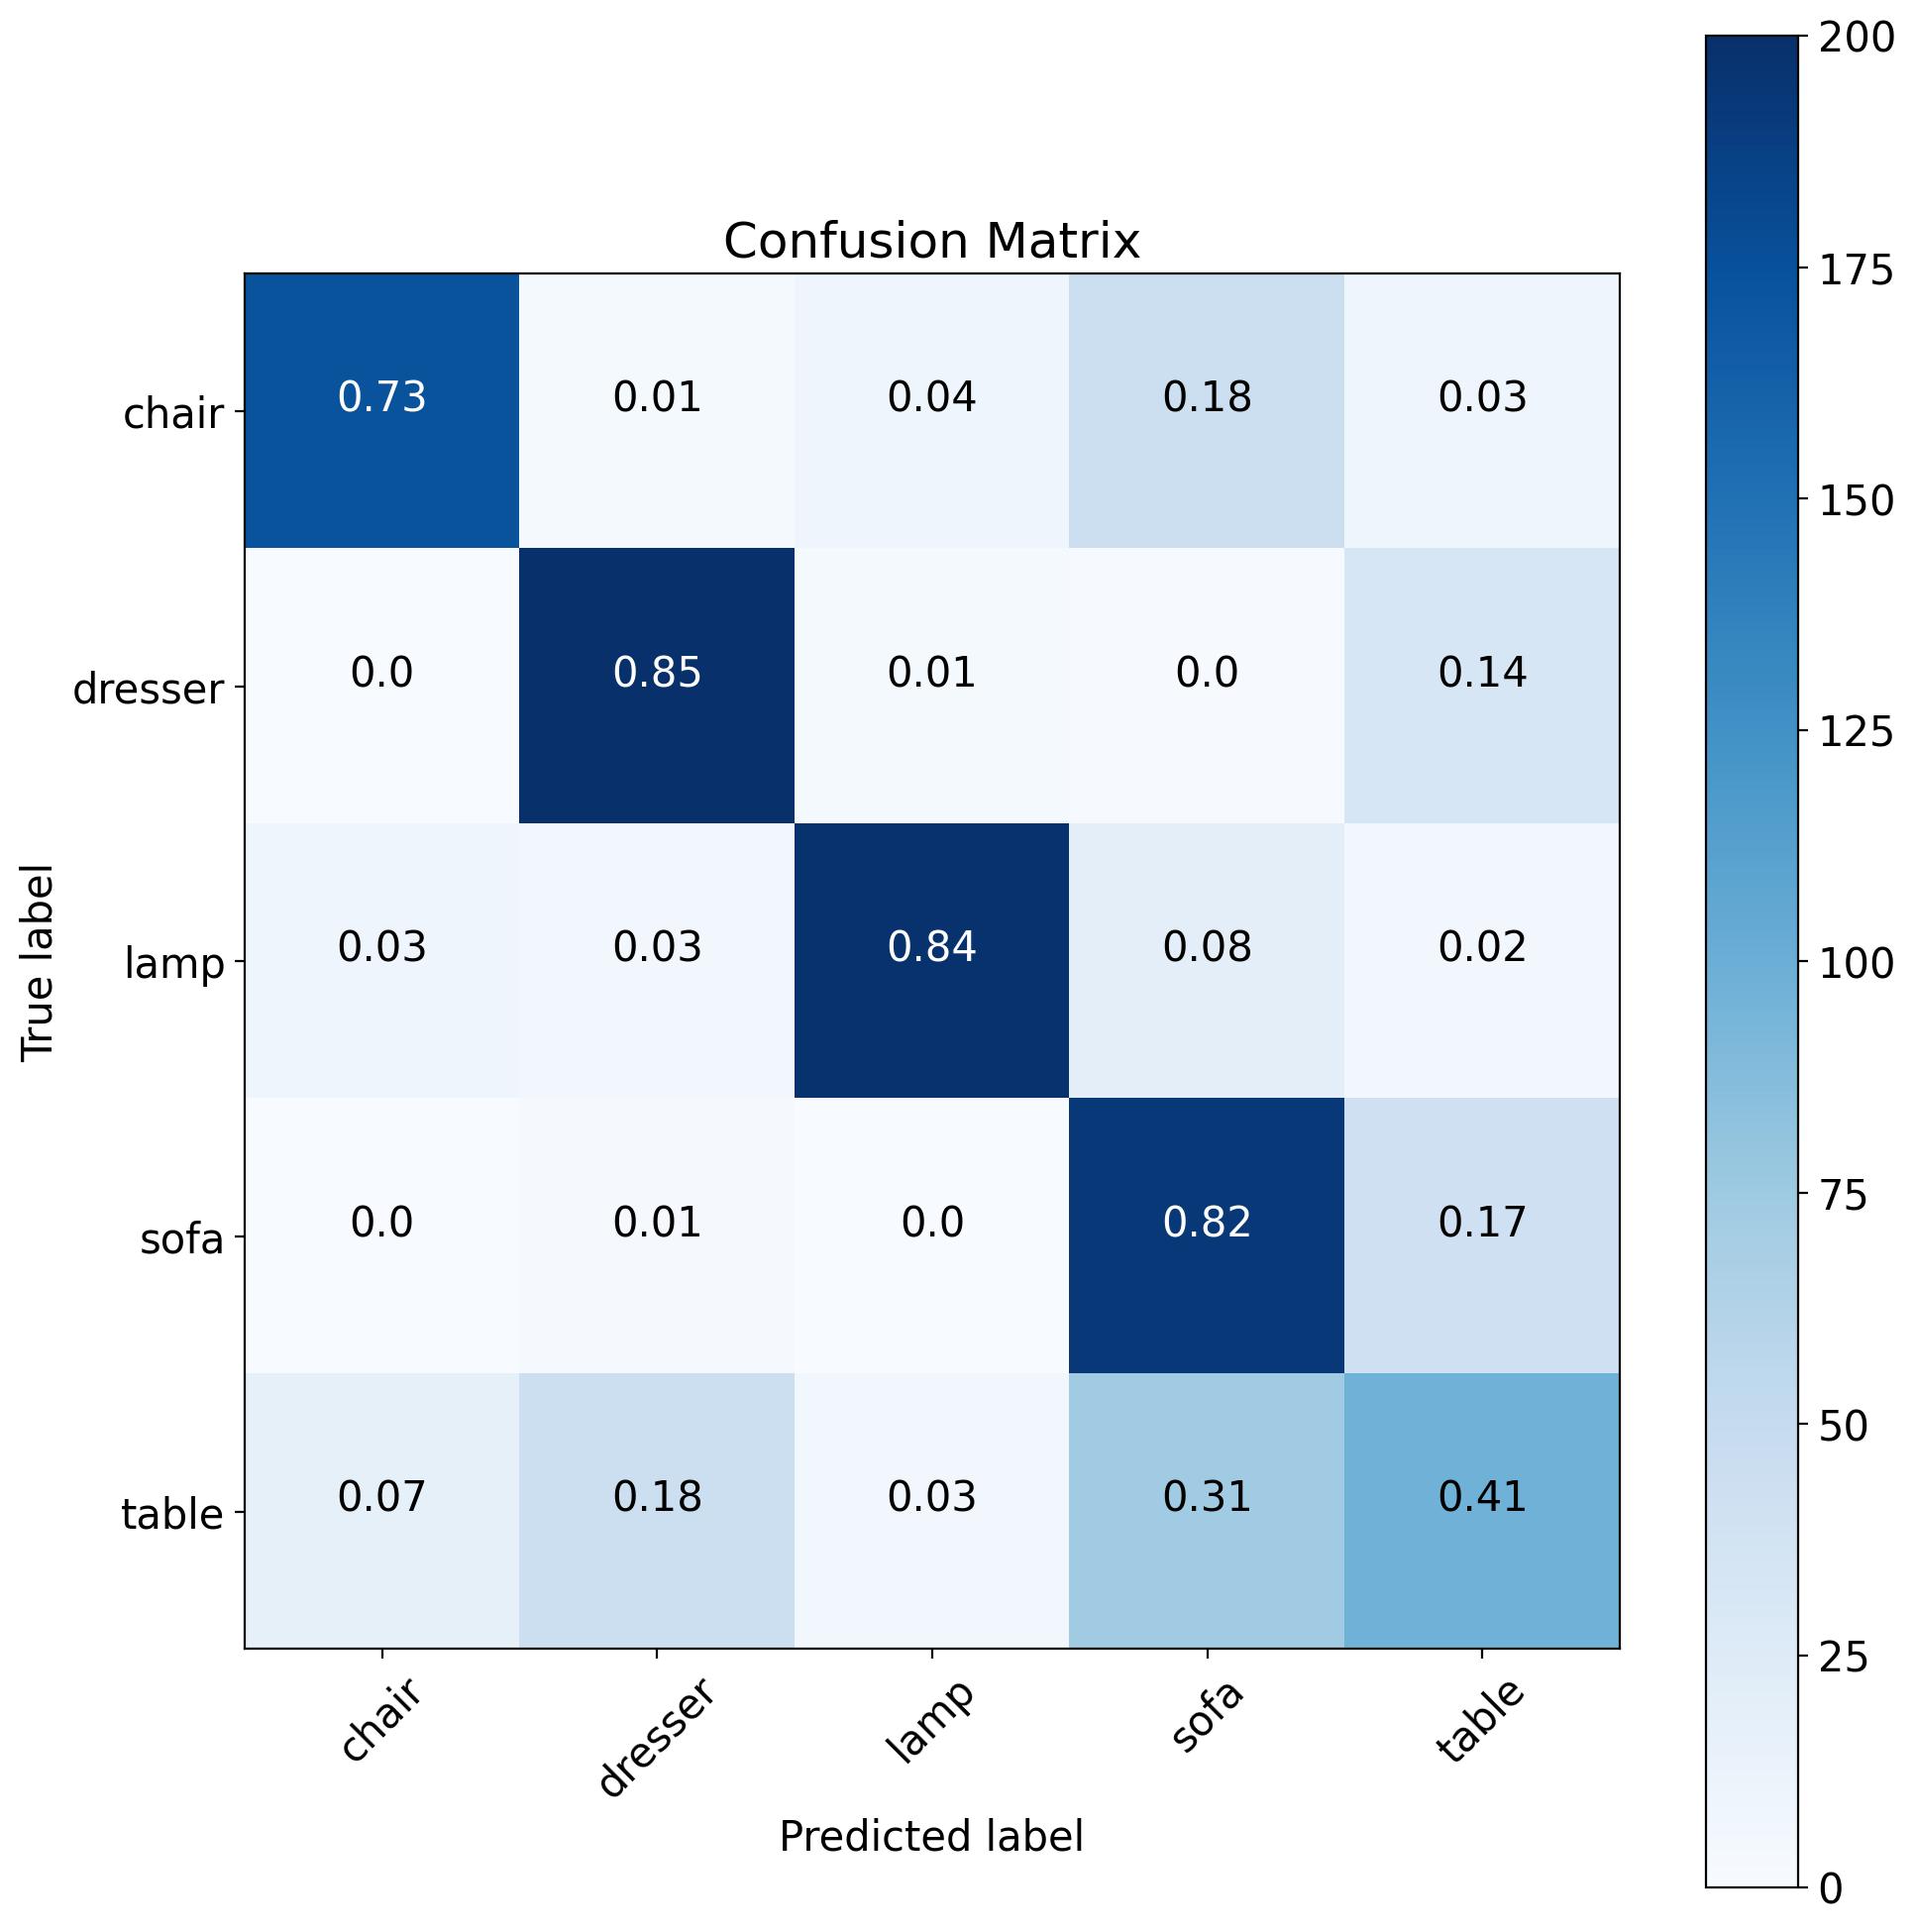 Confusion Matrix
True label
chair 0.73 0.01 0.04 0.18 0.03
dresser 0.0 0.85 0.01 0.0 0.14
lamp 0.03 0.03 0.84 0.08 0.02
sofa 0.0 0.01 0.0 0.82 0.17
table 0.07 0.18 0.03 0.31 0.41
chair dresser lamp sofa table
Predicted label
200
175
150
125
100
75
50
25
0